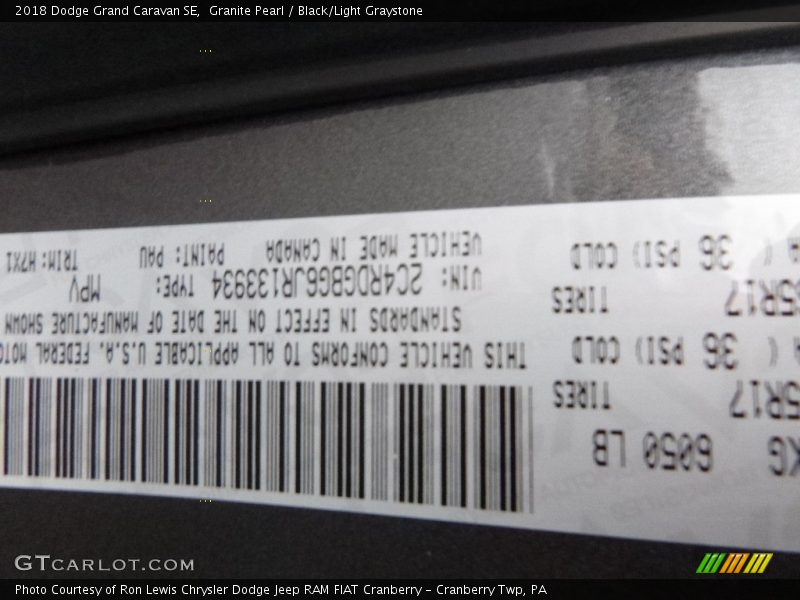 2018 Dodge Grand Caravan SE, Granite Pearl / Black/Light Graystone
KG 6050 LB
5R17 TIRES
( 36 PSI) COLD
5R17 TIRES
( 36 PSI) COLD
THIS VEHICLE CONFORMS TO ALL APPLICABLE U.S.A. FEDERAL MOTO
STANDARDS IN EFFECT ON THE DATE OF MANUFACTURE SHOWN
VIN: 2C4RDGBG6JR133934 TYPE: MPV
VEHICLE MADE IN CANADA PAINT: PAU TRIM: H7X1
GTCARLOT.COM
Photo Courtesy of Ron Lewis Chrysler Dodge Jeep RAM FIAT Cranberry - Cranberry Twp, PA